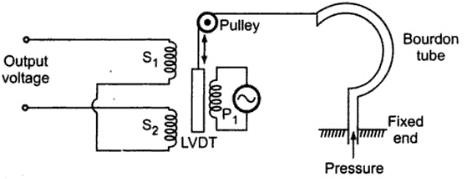 Pulley
Bourdon
tube
Output
voltage
S1
P1
S2
LVDT
Fixed
end
Pressure